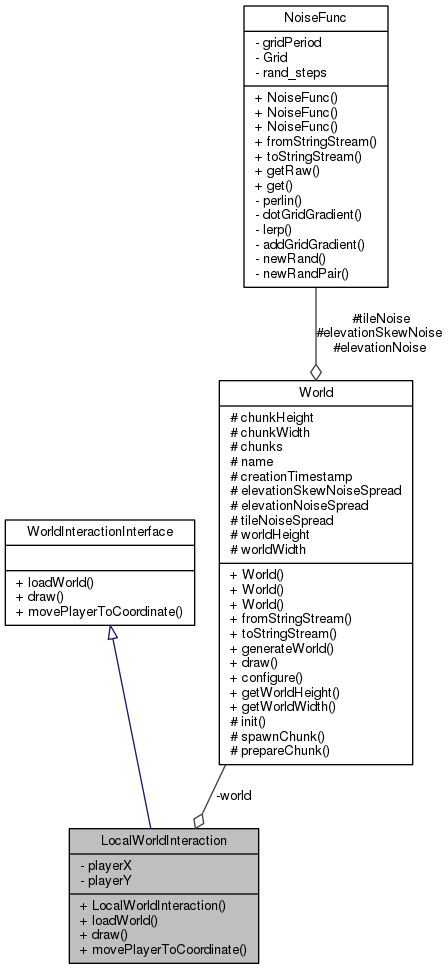 NoiseFunc
- gridPeriod
- Grid
- rand_steps
+ NoiseFunc()
+ NoiseFunc()
+ NoiseFunc()
+ fromStringStream()
+ toStringStream()
+ getRaw()
+ get()
- perlin()
- dotGridGradient()
- lerp()
- addGridGradient()
- newRand()
- newRandPair()
#tileNoise
#elevationSkewNoise
#elevationNoise
World
# chunkHeight
# chunkWidth
# chunks
# name
# creationTimestamp
# elevationSkewNoiseSpread
# elevationNoiseSpread
# tileNoiseSpread
# worldHeight
# worldWidth
+ World()
+ World()
+ World()
+ fromStringStream()
+ toStringStream()
+ generateWorld()
+ draw()
+ configure()
+ getWorldHeight()
+ getWorldWidth()
# init()
# spawnChunk()
# prepareChunk()
WorldInteractionInterface
+ loadWorld()
+ draw()
+ movePlayerToCoordinate()
-world
LocalWorldInteraction
- playerX
- playerY
+ LocalWorldInteraction()
+ loadWorld()
+ draw()
+ movePlayerToCoordinate()